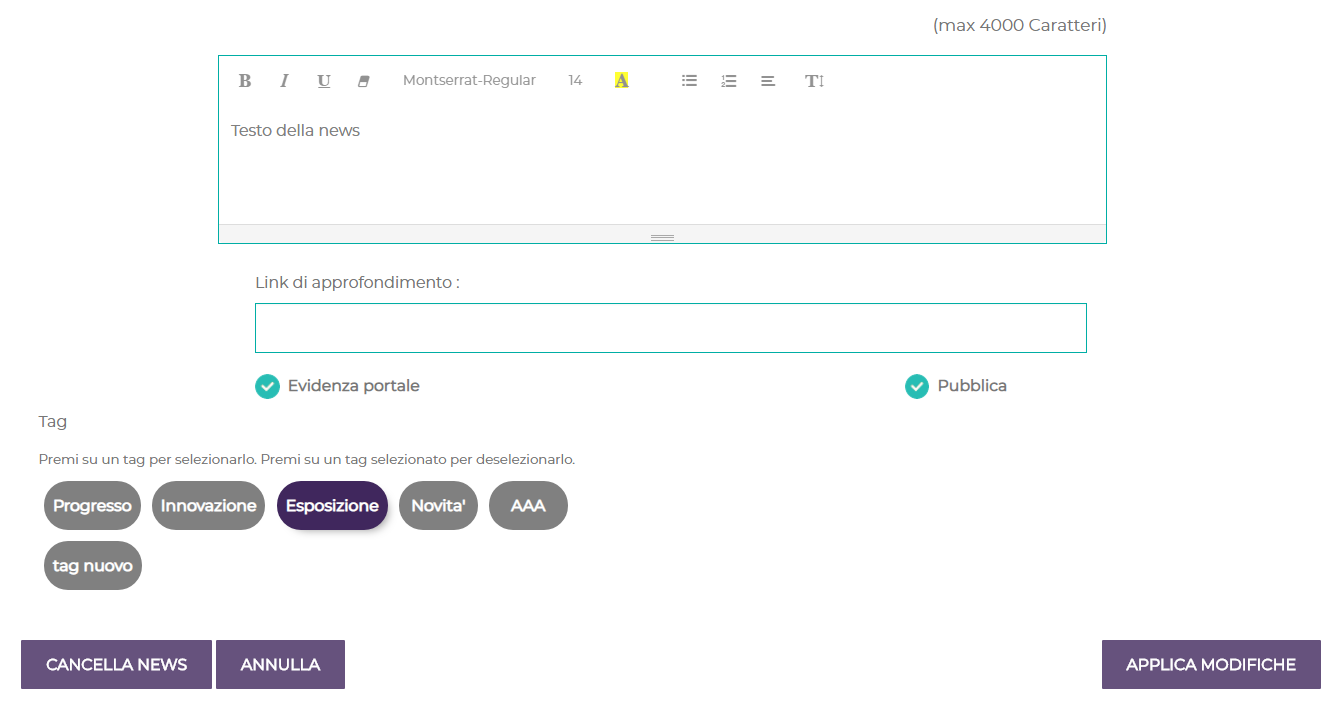 (max 4000 Caratteri)
B I U Montserrat-Regular 14 A T
Testo della news
Link di approfondimento :
Evidenza portale Pubblica
Tag
Premi su un tag per selezionarlo. Premi su un tag selezionato per deselezionarlo.
Progresso Innovazione Esposizione Novita' AAA
tag nuovo
CANCELLA NEWS ANNULLA APPLICA MODIFICHE